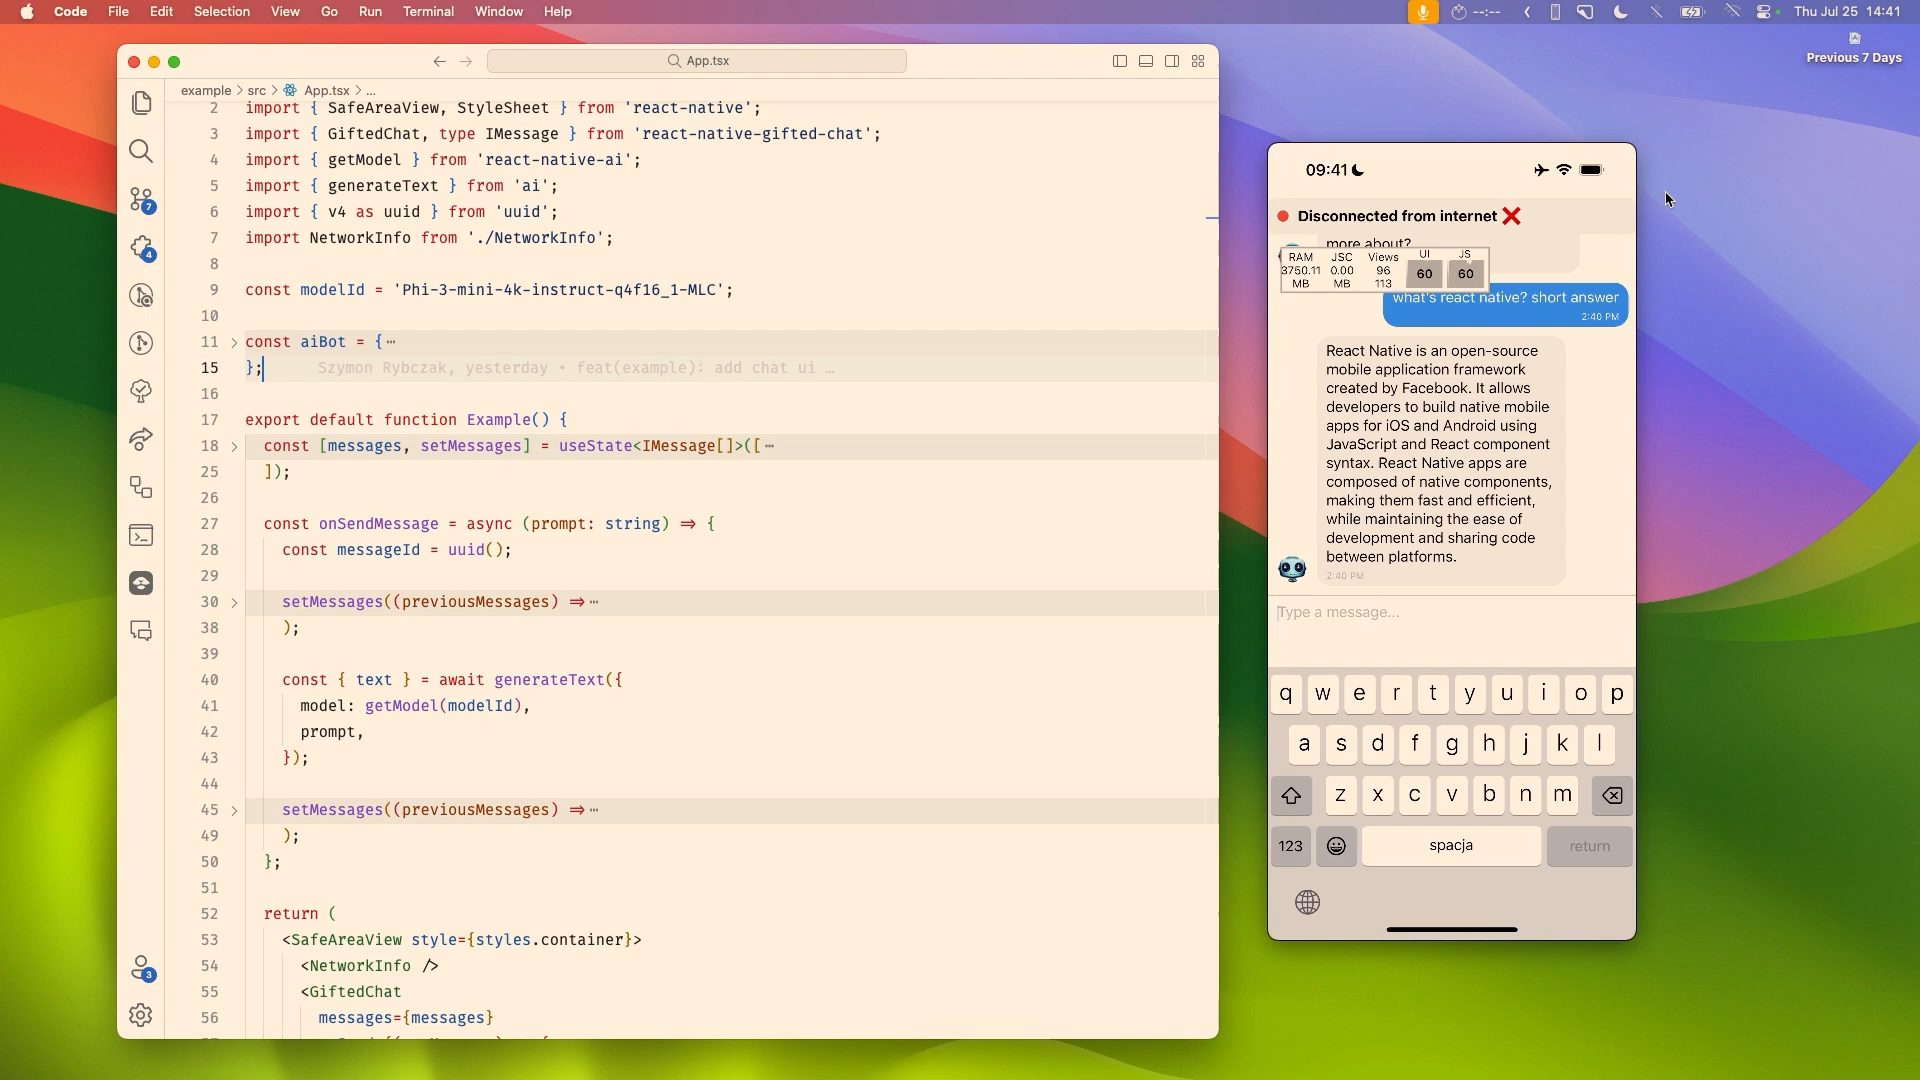 Code File Edit Selection View Go Run Terminal Window Help
--:-- Thu Jul 25 14:41
Previous 7 Days
App.tsx
example > src > App.tsx > ...
2 import { SafeAreaView, StyleSheet } from 'react-native';
3 import { GiftedChat, type IMessage } from 'react-native-gifted-chat';
4 import { getModel } from 'react-native-ai';
5 import { generateText } from 'ai';
6 import { v4 as uuid } from 'uuid';
7 import NetworkInfo from './NetworkInfo';
8
9 const modelId = 'Phi-3-mini-4k-instruct-q4f16_1-MLC';
10
11 const aiBot = {⋯
15 }; Szymon Rybczak, yesterday • feat(example): add chat ui …
16
17 export default function Example() {
18 const [messages, setMessages] = useState<IMessage[]>([⋯
25 ]);
26
27 const onSendMessage = async (prompt: string) => {
28 const messageId = uuid();
29
30 setMessages((previousMessages) =>⋯
38 );
39
40 const { text } = await generateText({
41 model: getModel(modelId),
42 prompt,
43 });
44
45 setMessages((previousMessages) =>⋯
49 );
50 };
51
52 return (
53 <SafeAreaView style={styles.container}>
54 <NetworkInfo />
55 <GiftedChat
56 messages={messages}
7
4
3
09:41
Disconnected from internet
more about?
RAM JSC Views UI JS
3750.11 0.00 96 60 60
MB MB 113
what's react native? short answer
2:40 PM
React Native is an open-source
mobile application framework
created by Facebook. It allows
developers to build native mobile
apps for iOS and Android using
JavaScript and React component
syntax. React Native apps are
composed of native components,
making them fast and efficient,
while maintaining the ease of
development and sharing code
between platforms.
2:40 PM
Type a message...
q w e r t y u i o p
a s d f g h j k l
z x c v b n m
123 spacja return